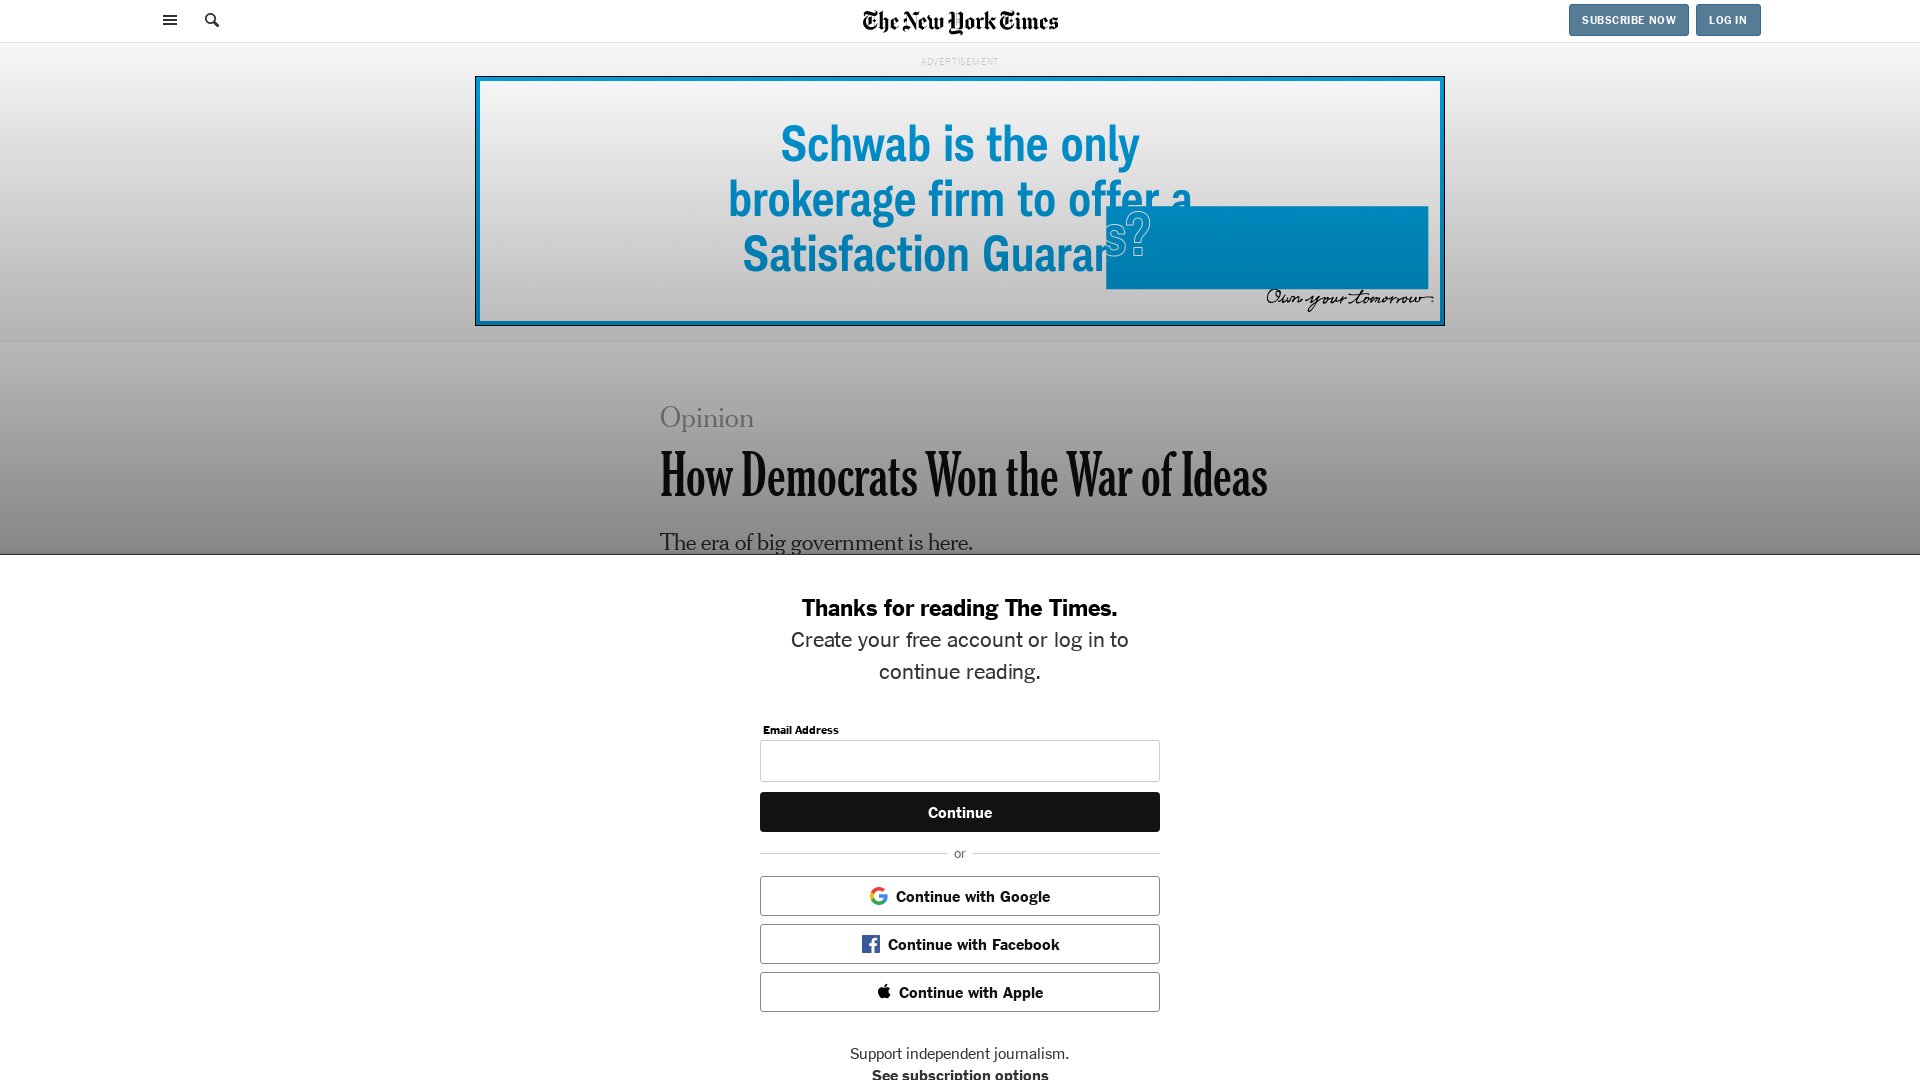 The New York Times
SUBSCRIBE NOW
LOG IN
ADVERTISEMENT
Schwab is the only
brokerage firm to offer a
Satisfaction Guaran
s?
Own your tomorrow
Opinion
How Democrats Won the War of Ideas
The era of big government is here.
Thanks for reading The Times.
Create your free account or log in to
continue reading.
Email Address
Continue
or
Continue with Google
Continue with Facebook
Continue with Apple
Support independent journalism.
See subscription options